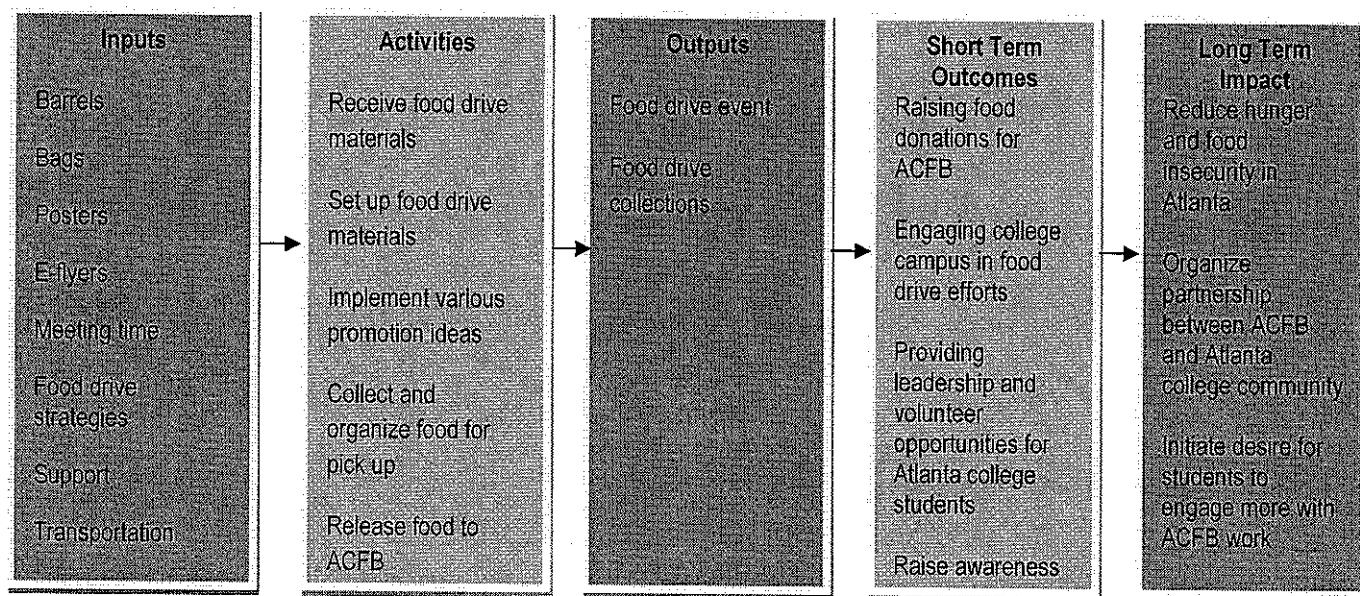 Inputs
Barrels
Bags
Posters
E-flyers
Meeting time
Food drive
strategies
Support
Transportation
Activities
Receive food drive
materials
Set up food drive
materials
Implement various
promotion ideas
Collect and
organize food for
pick up
Release food to
ACFB
Outputs
Food drive event
Food drive
collections
Short Term
Outcomes
Raising food
donations for
ACFB
Engaging college
campus in food
drive efforts
Providing
leadership and
volunteer
opportunities for
Atlanta college
students
Raise awareness
Long Term
Impact
Reduce hunger
and food
insecurity in
Atlanta
Organize
partnership
between ACFB
and Atlanta
college community
Initiate desire for
students to
engage more with
ACFB work